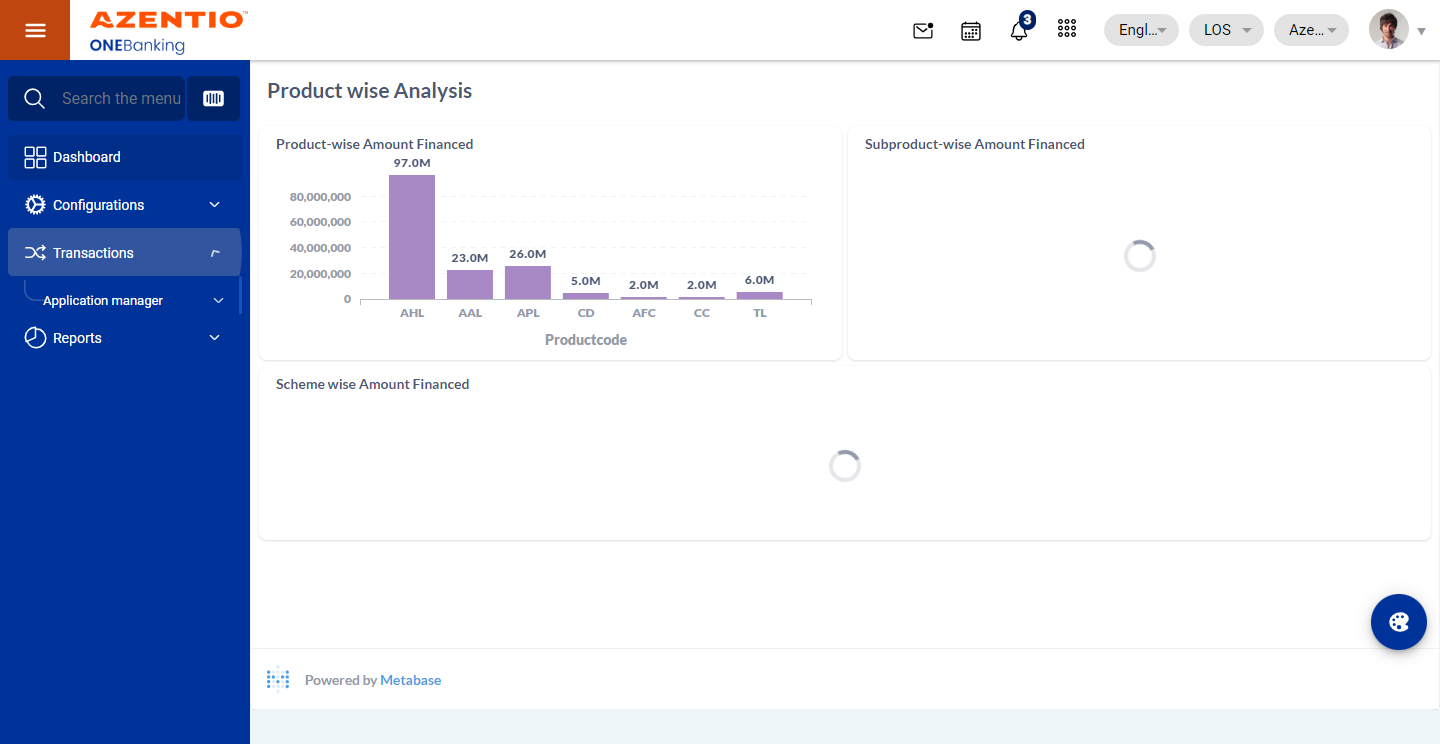 AZENTIO™
ONEBanking
3
Engl...
LOS
Aze...
Search the menu
Dashboard
Configurations
Transactions
Application manager
Reports
Product wise Analysis
Product-wise Amount Financed
97.0M
80,000,000
60,000,000
40,000,000
20,000,000
0
23.0M
26.0M
5.0M
2.0M
2.0M
6.0M
AHL
AAL
APL
CD
AFC
CC
TL
Productcode
Subproduct-wise Amount Financed
Scheme wise Amount Financed
Powered by Metabase